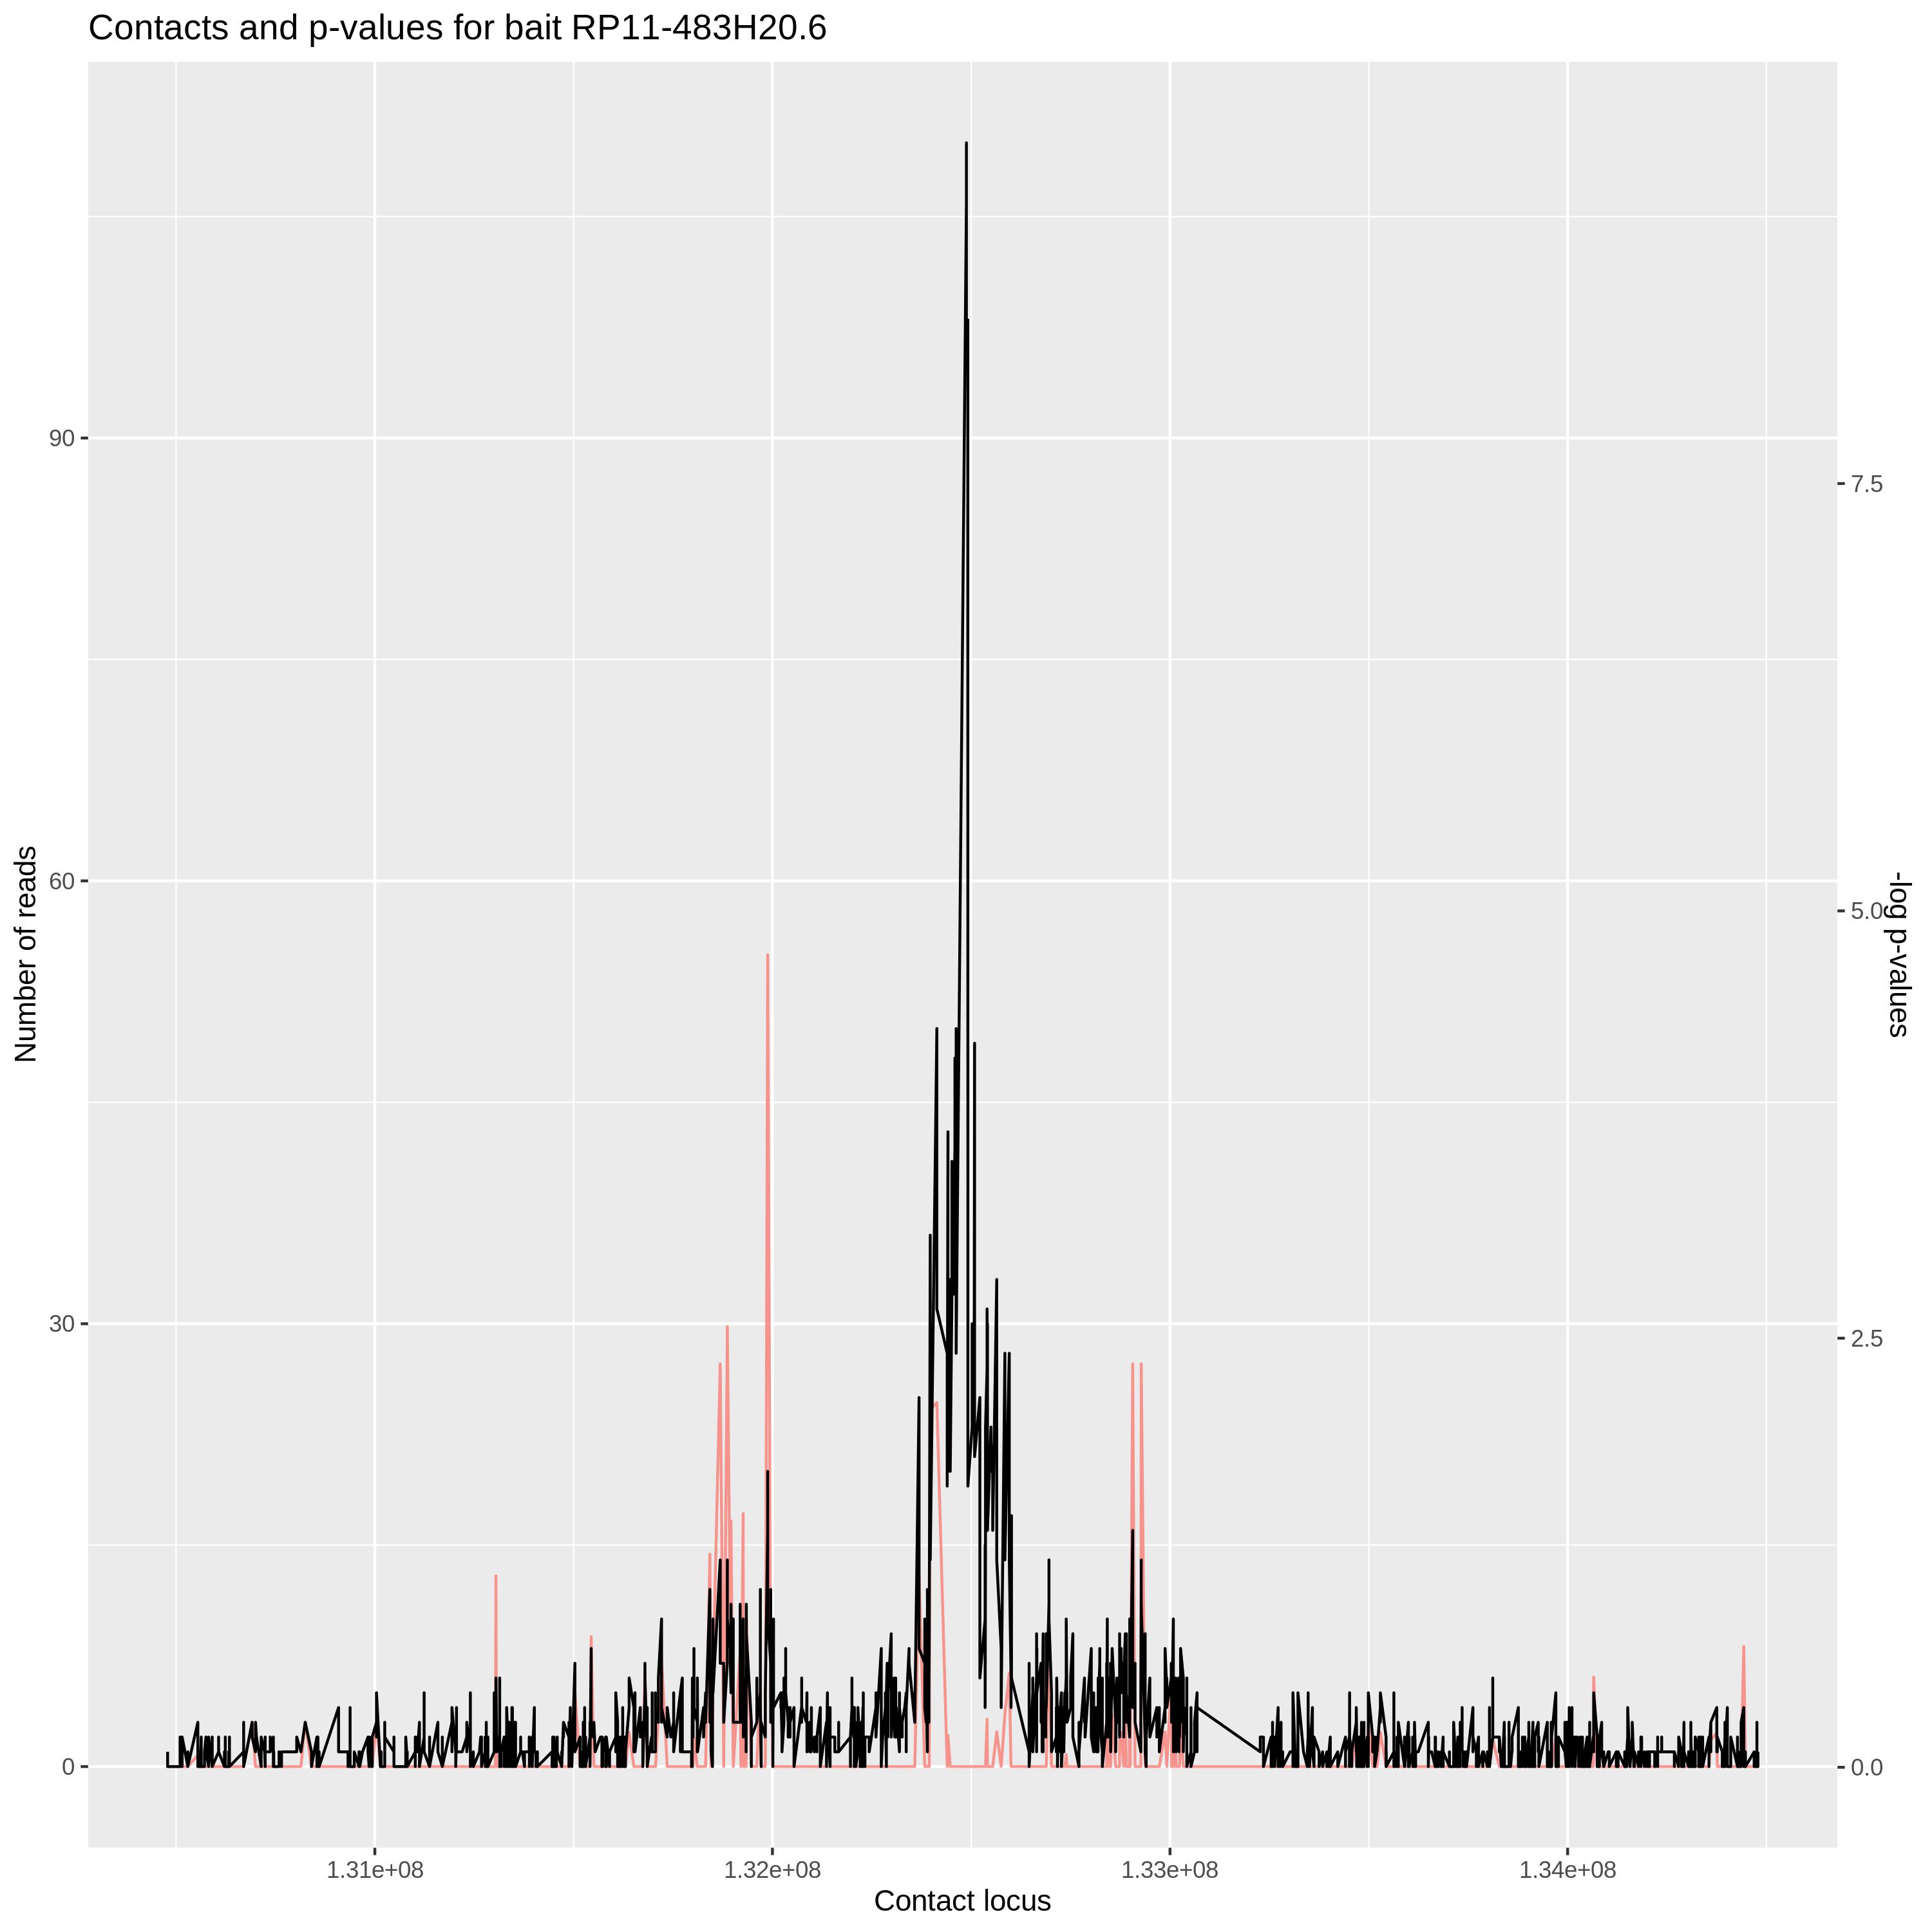 Contacts and p-values for bait RP11-483H20.6
90
60
30
0
Number of reads
7.5
5.0
2.5
0.0
-log p-values
1.31e+08
1.32e+08
1.33e+08
1.34e+08
Contact locus